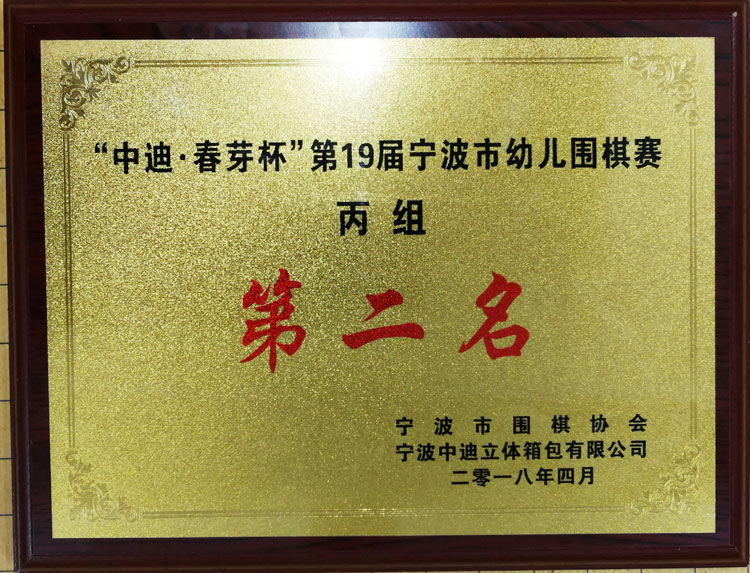 “中迪·春芽杯”第19届宁波市幼儿围棋赛
丙组
第二名
宁波市围棋协会
宁波中迪立体箱包有限公司
二零一八年四月